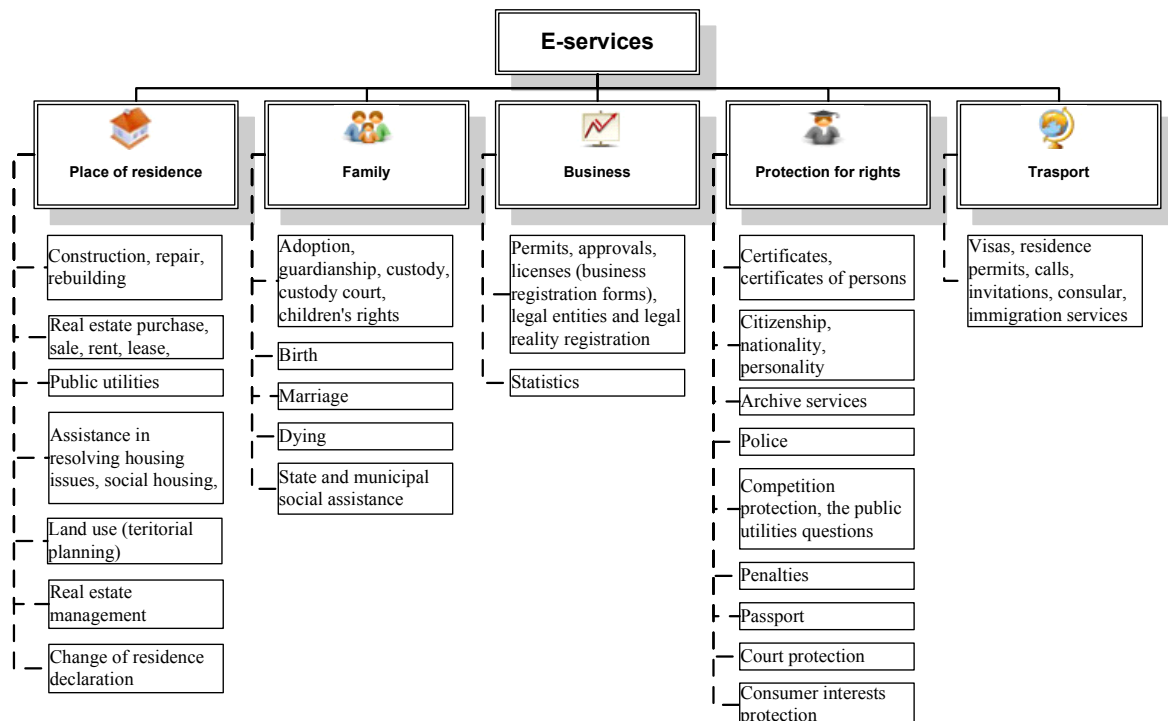 E-services
Place of residence
Construction, repair,
rebuilding
Real estate purchase,
sale, rent, lease,
Public utilities
Assistance in
resolving housing
issues, social housing,
Land use (teritorial
planning)
Real estate
management
Change of residence
declaration
Family
Adoption,
guardianship, custody,
custody court,
children's rights
Birth
Marriage
Dying
State and municipal
social assistance
Business
Permits, approvals,
licenses (business
registration forms),
legal entities and legal
reality registration
Statistics
Protection for rights
Certificates,
certificates of persons
Citizenship,
nationality,
personality
Archive services
Police
Competition
protection, the public
utilities questions
Penalties
Passport
Court protection
Consumer interests
protection
Trasport
Visas, residence
permits, calls,
invitations, consular,
immigration services